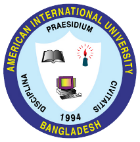 AMERICAN INTERNATIONAL UNIVERSITY
PRAESIDIUM
DISCIPLINA
CIVITATIS
1994
BANGLADESH